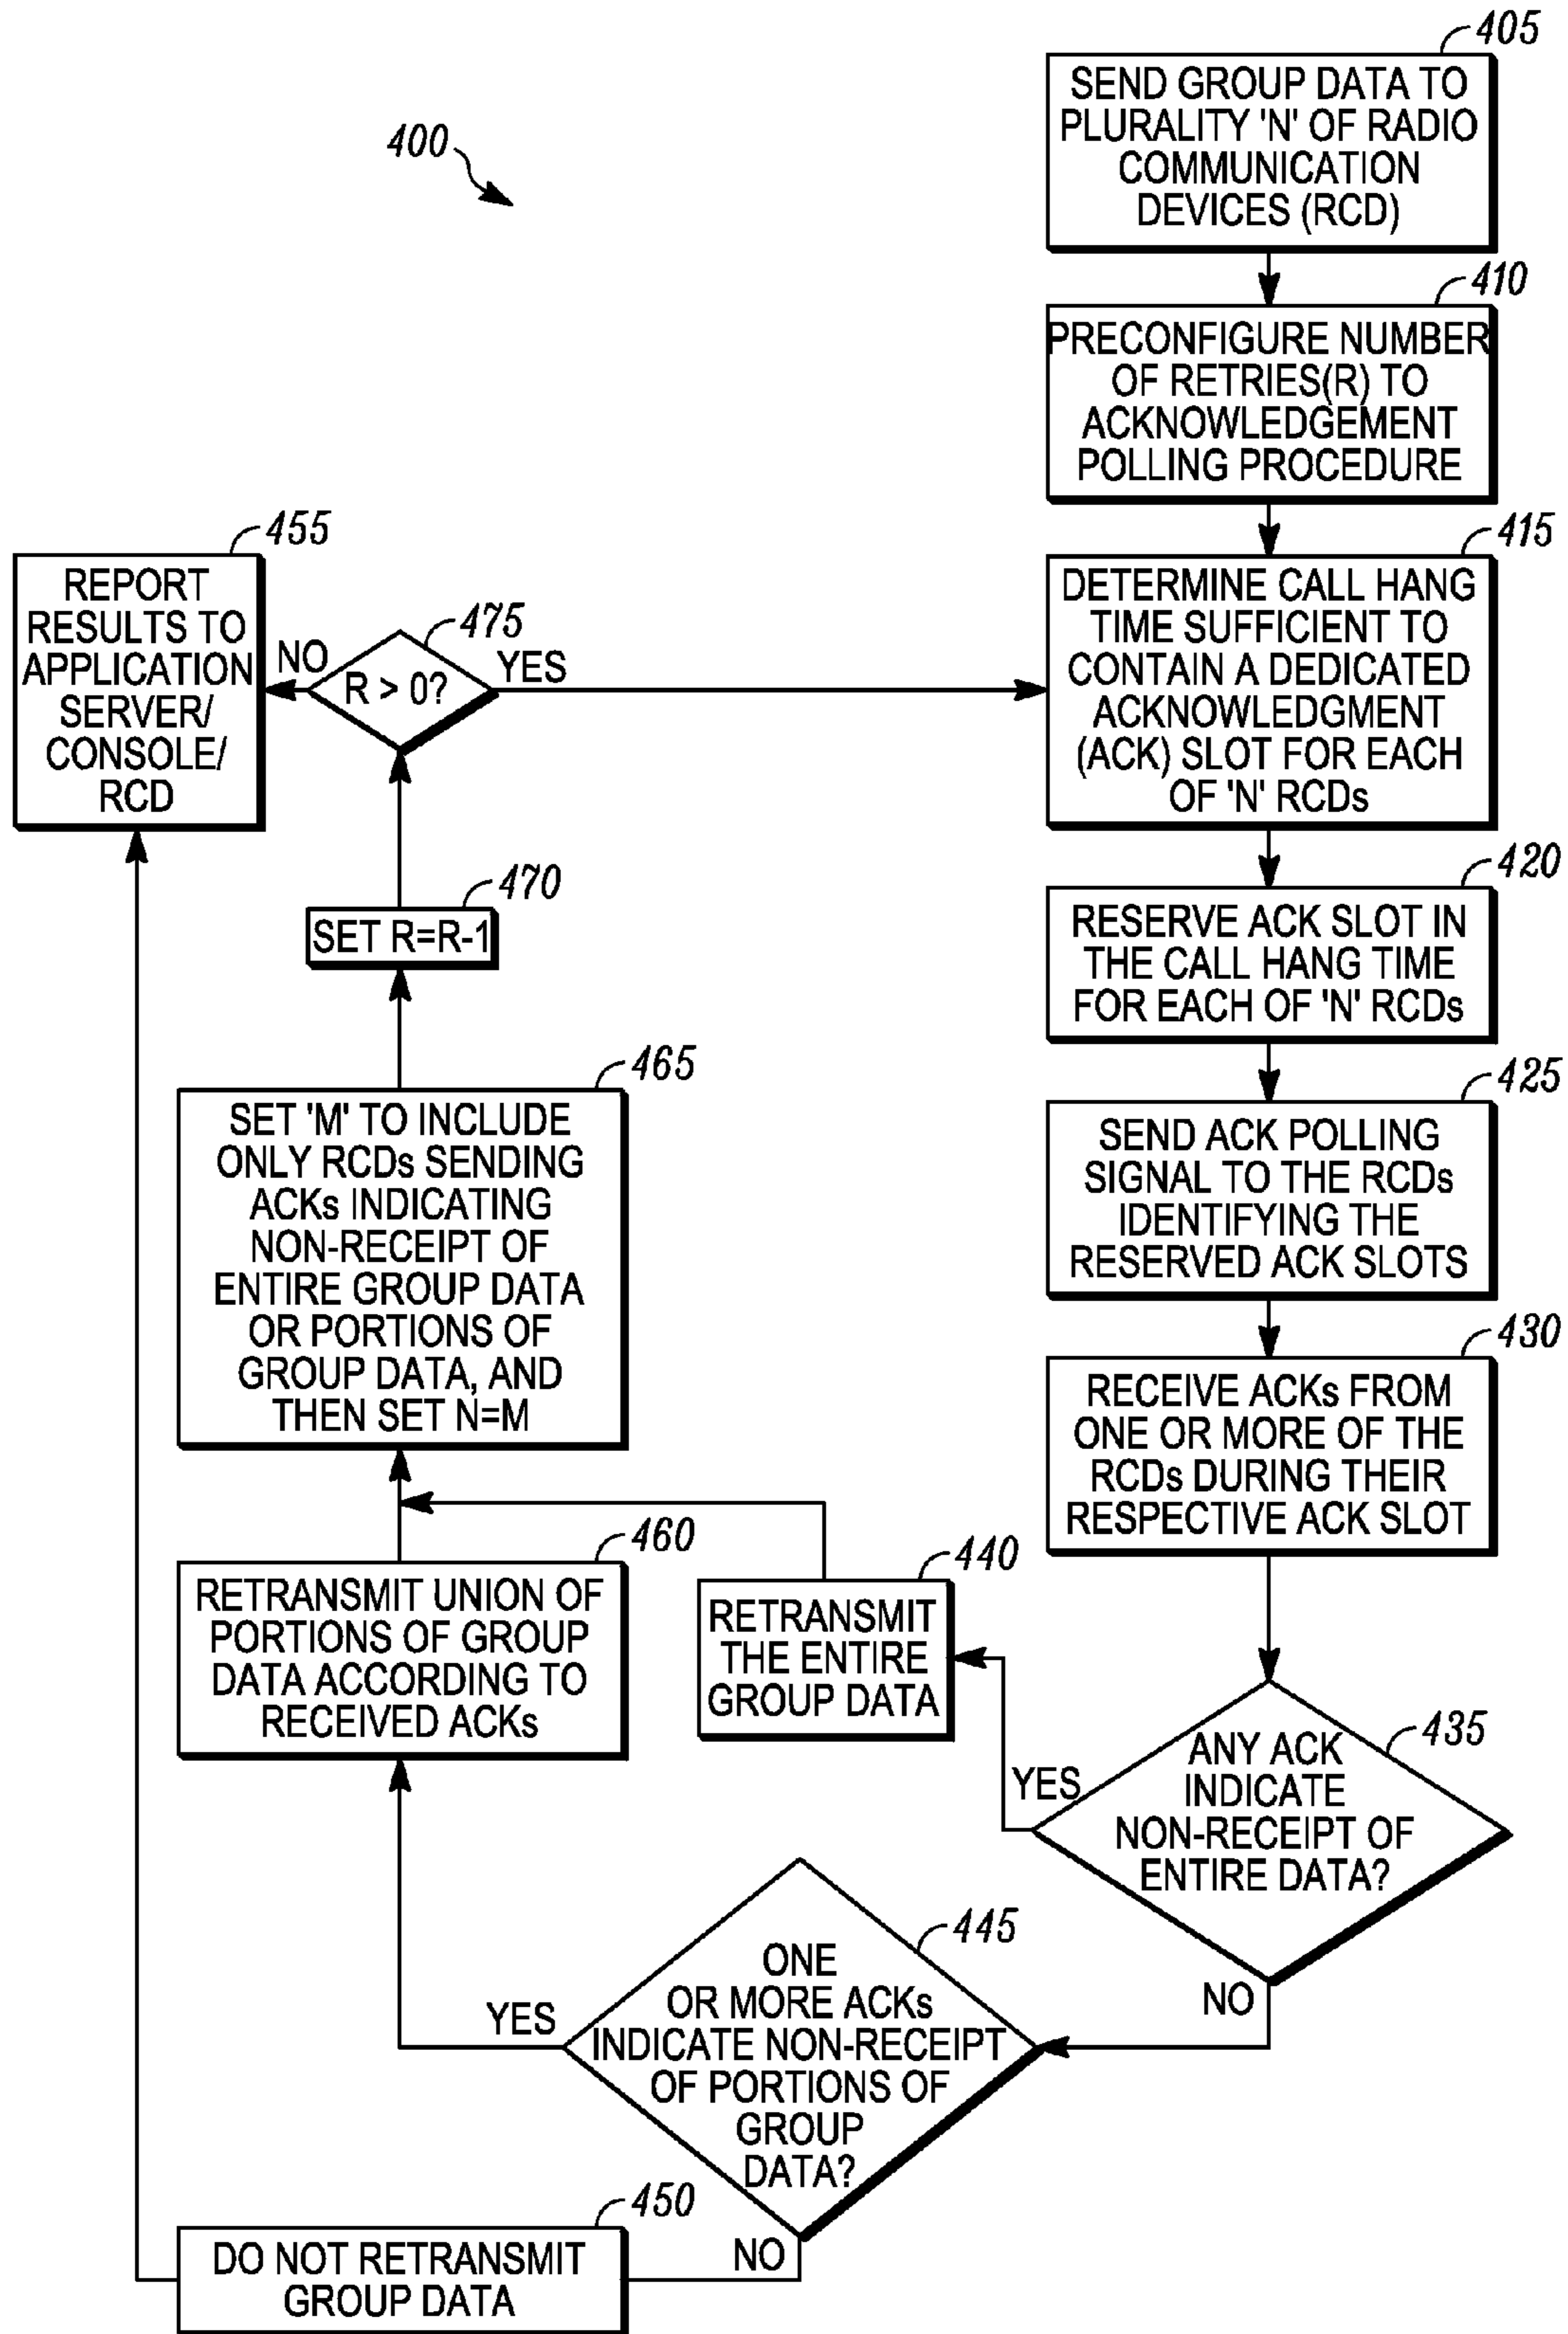 400
405
SEND GROUP DATA TO
PLURALITY 'N' OF RADIO
COMMUNICATION
DEVICES (RCD)
410
PRECONFIGURE NUMBER
OF RETRIES(R) TO
ACKNOWLEDGEMENT
POLLING PROCEDURE
415
DETERMINE CALL HANG
TIME SUFFICIENT TO
CONTAIN A DEDICATED
ACKNOWLEDGMENT
(ACK) SLOT FOR EACH
OF 'N' RCDs
420
RESERVE ACK SLOT IN
THE CALL HANG TIME
FOR EACH OF 'N' RCDs
425
SEND ACK POLLING
SIGNAL TO THE RCDs
IDENTIFYING THE
RESERVED ACK SLOTS
430
RECEIVE ACKs FROM
ONE OR MORE OF THE
RCDs DURING THEIR
RESPECTIVE ACK SLOT
435
ANY ACK
INDICATE
NON-RECEIPT OF
ENTIRE DATA?
YES
NO
440
RETRANSMIT
THE ENTIRE
GROUP DATA
445
ONE
OR MORE ACKs
INDICATE NON-RECEIPT
OF PORTIONS OF
GROUP
DATA?
YES
NO
450
DO NOT RETRANSMIT
GROUP DATA
460
RETRANSMIT UNION OF
PORTIONS OF GROUP
DATA ACCORDING TO
RECEIVED ACKs
465
SET 'M' TO INCLUDE
ONLY RCDs SENDING
ACKs INDICATING
NON-RECEIPT OF
ENTIRE GROUP DATA
OR PORTIONS OF
GROUP DATA, AND
THEN SET N=M
470
SET R=R-1
475
R > 0?
NO
YES
455
REPORT
RESULTS TO
APPLICATION
SERVER/
CONSOLE/
RCD